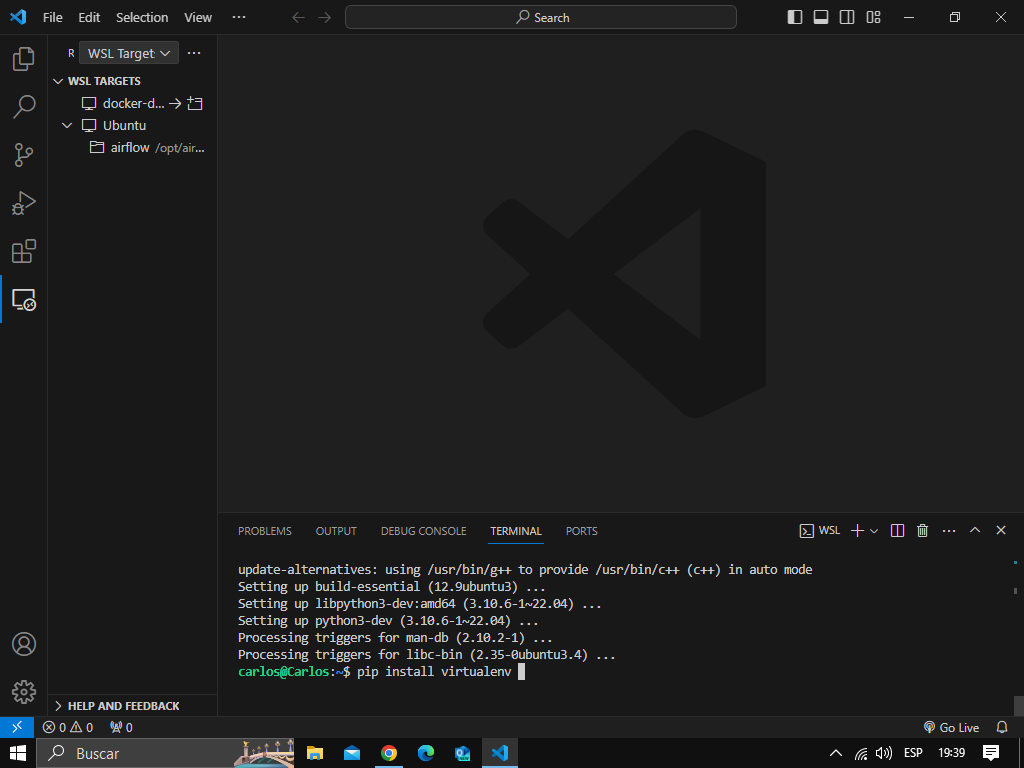 File Edit Selection View ···
Search
R WSL Target:
WSL TARGETS
docker-d...
Ubuntu
airflow /opt/air...
PROBLEMS OUTPUT DEBUG CONSOLE TERMINAL PORTS
WSL
update-alternatives: using /usr/bin/g++ to provide /usr/bin/c++ (c++) in auto mode
Setting up build-essential (12.9ubuntu3) ...
Setting up libpython3-dev:amd64 (3.10.6-1~22.04) ...
Setting up python3-dev (3.10.6-1~22.04) ...
Processing triggers for man-db (2.10.2-1) ...
Processing triggers for libc-bin (2.35-0ubuntu3.4) ...
carlos@Carlos:~$ pip install virtualenv
HELP AND FEEDBACK
0 0 0
Go Live
Buscar
ESP 19:39